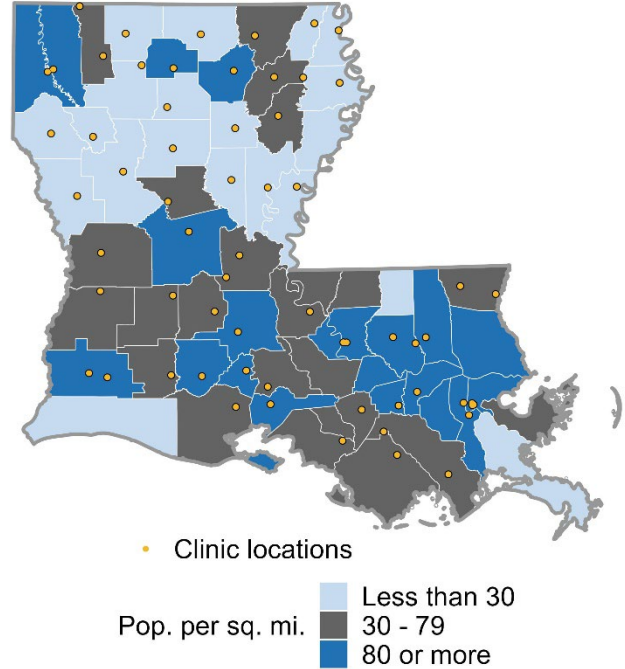 Clinic locations
Less than 30
Pop. per sq. mi. 30 - 79
80 or more